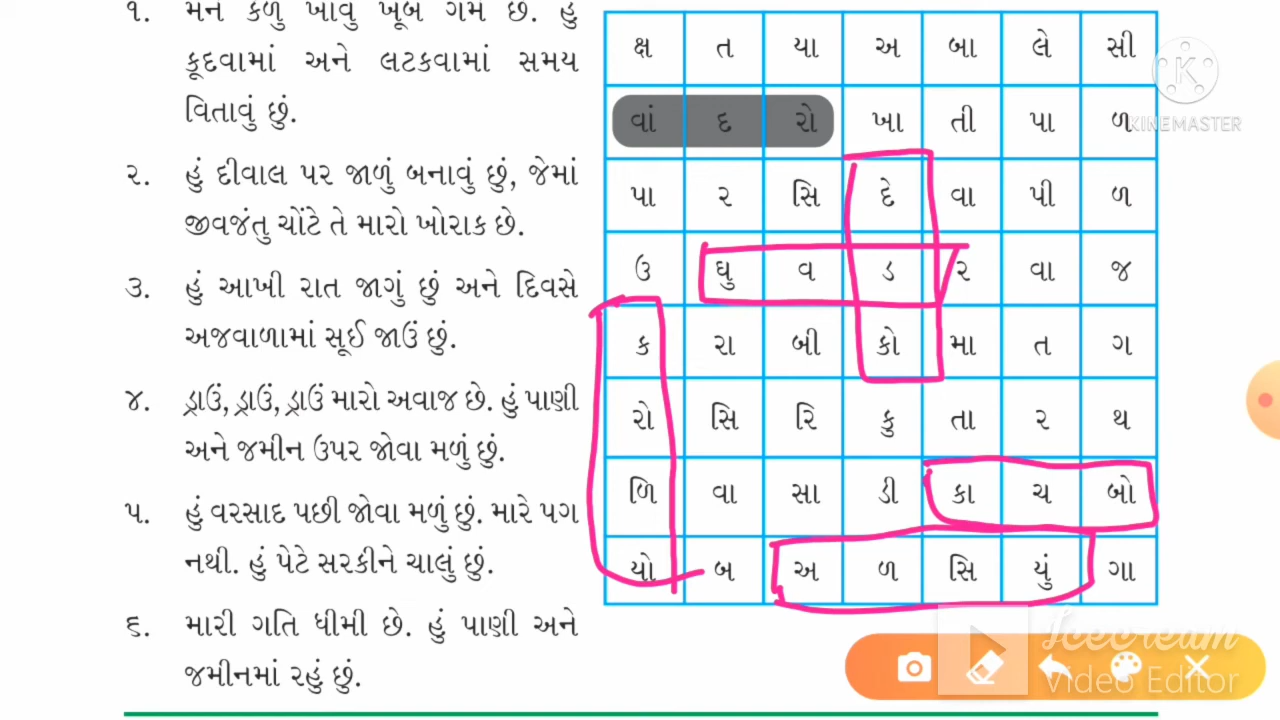 ૧. મને કેળું ખાવું ખૂબ ગમે છે. હું
કૂદવામાં અને લટકવામાં સમય
વિતાવું છું.
૨. હું દીવાલ પર જાળું બનાવું છું, જેમાં
જીવજંતુ ચોંટે તે મારો ખોરાક છે.
૩. હું આખી રાત જાગું છું અને દિવસે
અજવાળામાં સૂઈ જાઉં છું.
૪. ડ્રાઉં, ડ્રાઉં, ડ્રાઉં મારો અવાજ છે. હું પાણી
અને જમીન ઉપર જોવા મળું છું.
૫. હું વરસાદ પછી જોવા મળું છું. મારે પગ
નથી. હું પેટે સરકીને ચાલું છું.
૬. મારી ગતિ ધીમી છે. હું પાણી અને
જમીનમાં રહું છું.
ક્ષ ત યા અ બા લે સી
વાં દ રો ખા તી પા ળ
પા ર સિ દે વા પી ળ
ઉ ઘુ વ ડ ર વા જ
ક રા બી કો મા ત ગ
રો સિ રિ કુ તા ર થ
ળિ વા સા ડી કા ચ બો
યો બ અ ળ સિ યું ગા
K
KINEMASTER
Icecream
Video Editor